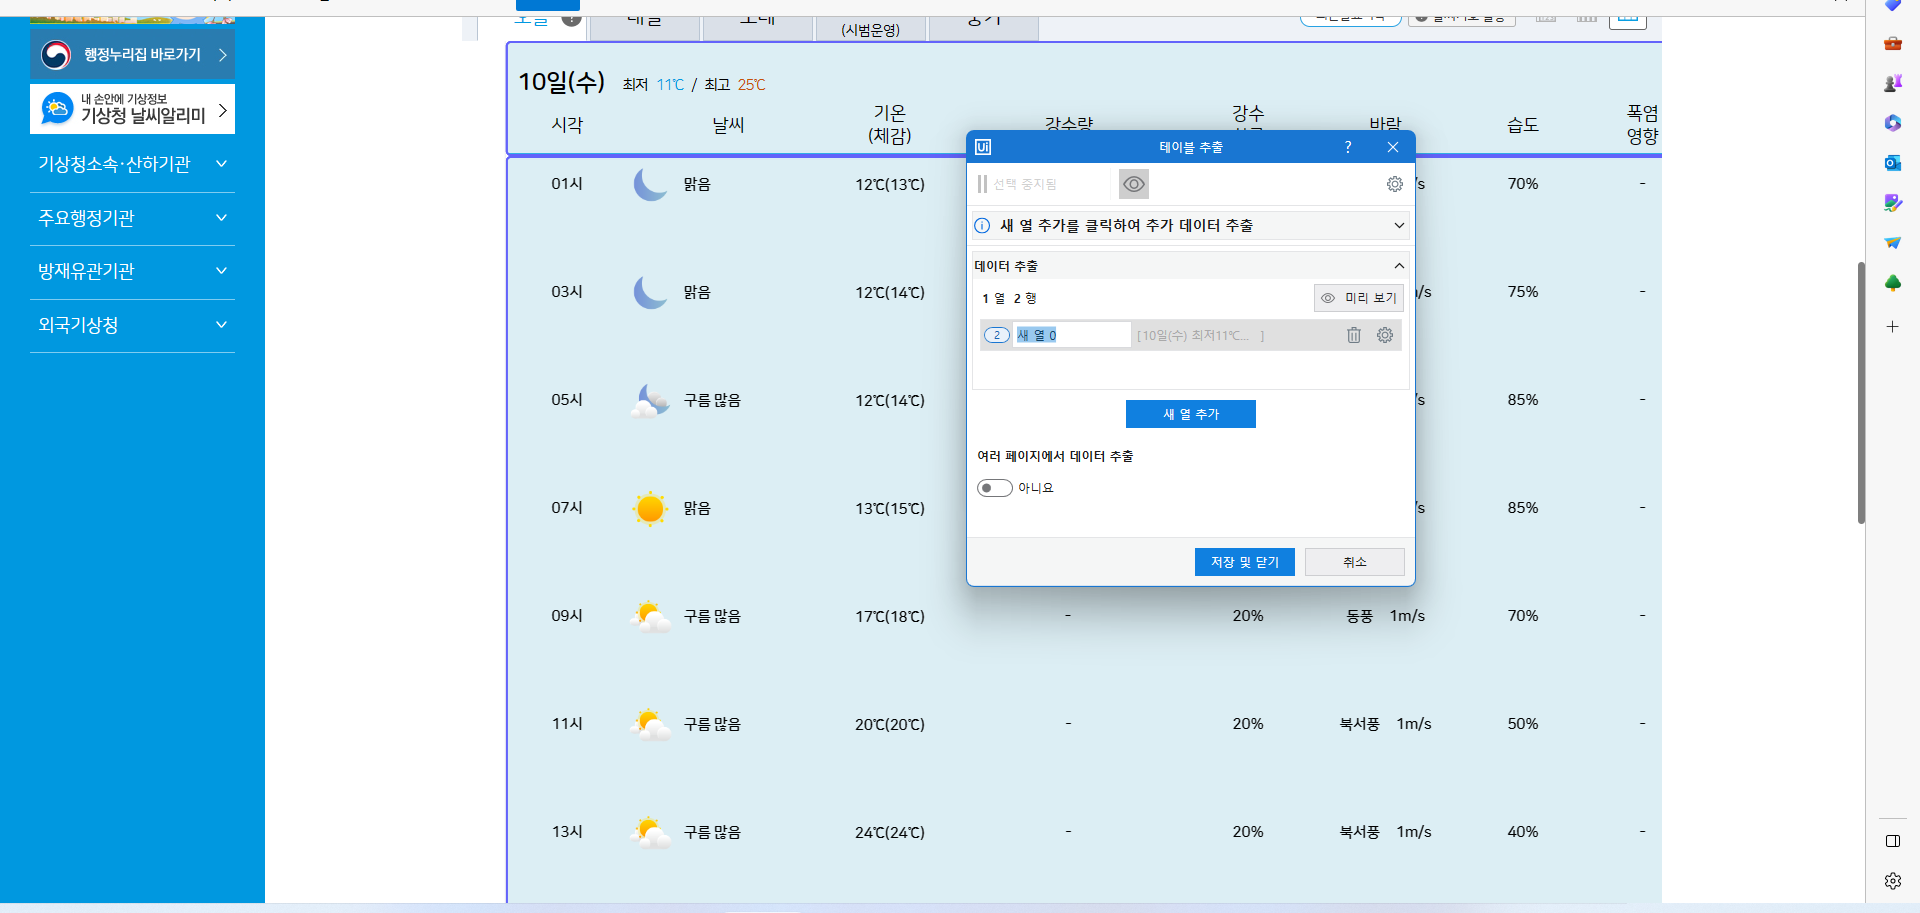 오늘 ?
내일
모레
(시범운영)
중기
행정누리집 바로가기
내 손안에 기상정보
기상청 날씨알리미
기상청소속·산하기관
주요행정기관
방재유관기관
외국기상청
10일(수) 최저 11℃ / 최고 25℃
시각 날씨 기온 (체감) 강수량 강수 바람 습도 폭염 영향
01시 맑음 12℃(13℃) /s 70% -
03시 맑음 12℃(14℃) /s 75% -
05시 구름 많음 12℃(14℃) /s 85% -
07시 맑음 13℃(15℃) /s 85% -
09시 구름 많음 17℃(18℃) - 20% 동풍 1m/s 70% -
11시 구름 많음 20℃(20℃) - 20% 북서풍 1m/s 50% -
13시 구름 많음 24℃(24℃) - 20% 북서풍 1m/s 40% -
Ui 테이블 추출 ?
선택 중지됨
새 열 추가를 클릭하여 추가 데이터 추출
데이터 추출
1 열 2 행 미리 보기
2 새 열 0 [ 10일(수) 최저11℃... ]
새 열 추가
여러 페이지에서 데이터 추출
아니요
저장 및 닫기 취소